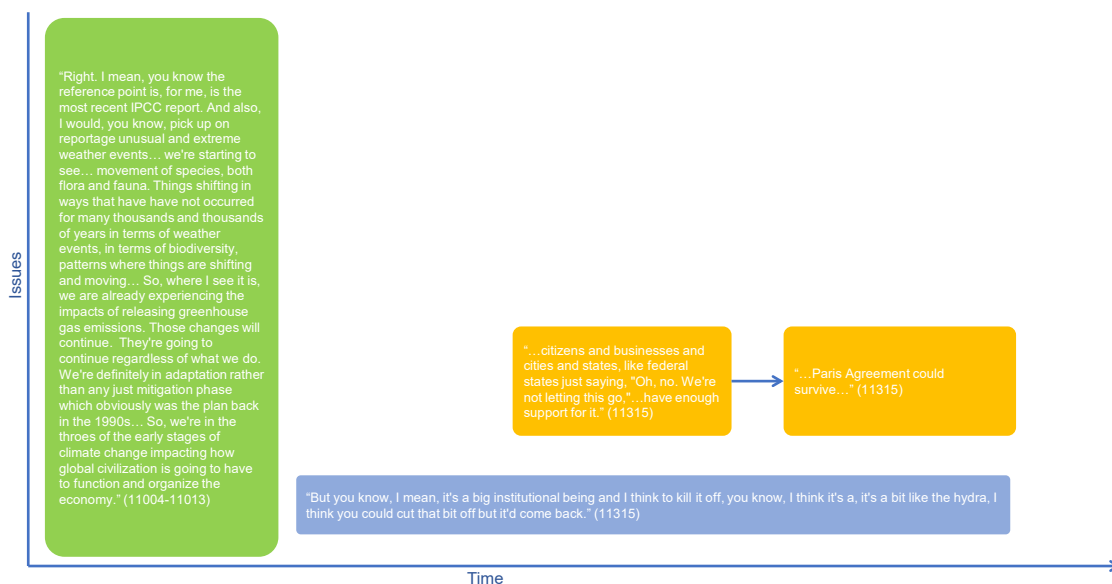 Issues
“Right. I mean, you know the
reference point is, for me, is the
most recent IPCC report. And also,
I would, you know, pick up on
reportage unusual and extreme
weather events… we're starting to
see… movement of species, both
flora and fauna. Things shifting in
ways that have have not occurred
for many thousands and thousands
of years in terms of weather
events, in terms of biodiversity,
patterns where things are shifting
and moving… So, where I see it is,
we are already experiencing the
impacts of releasing greenhouse
gas emissions. Those changes will
continue.  They're going to
continue regardless of what we do.
We're definitely in adaptation rather
than any just mitigation phase
which obviously was the plan back
in the 1990s… So, we're in the
throes of the early stages of
climate change impacting how
global civilization is going to have
to function and organize the
economy.” (11004-11013)
“…citizens and businesses and
cities and states, like federal
states just saying, "Oh, no. We're
not letting this go,"…have enough
support for it.” (11315)
“…Paris Agreement could
survive…” (11315)
“But you know, I mean, it's a big institutional being and I think to kill it off, you know, I think it's a, it's a bit like the hydra, I
think you could cut that bit off but it'd come back.” (11315)
Time